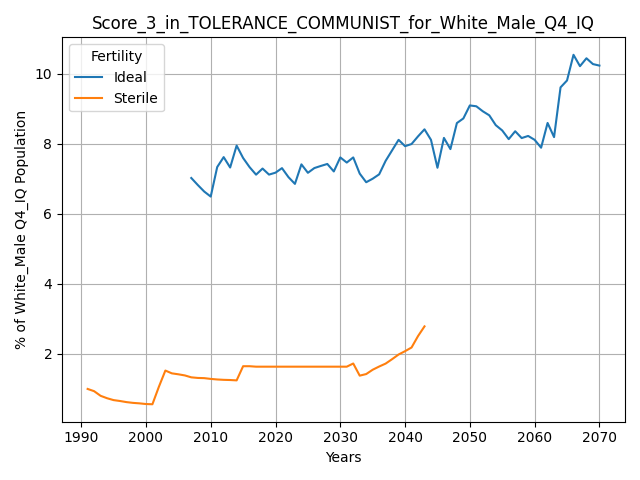 Score_3_in_TOLERANCE_COMMUNIST_for_White_Male_Q4_IQ
Fertility
Ideal
Sterile
% of White_Male Q4_IQ Population
10
8
6
4
2
1990 2000 2010 2020 2030 2040 2050 2060 2070
Years